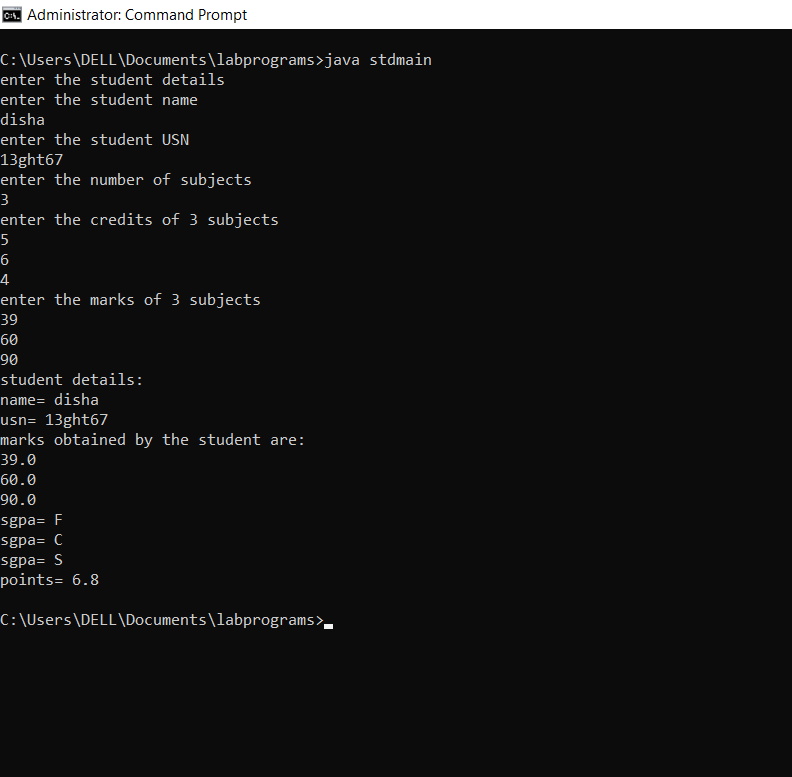 Administrator: Command Prompt
C:\Users\DELL\Documents\labprograms>java stdmain
enter the student details
enter the student name
disha
enter the student USN
13ght67
enter the number of subjects
3
enter the credits of 3 subjects
5
6
4
enter the marks of 3 subjects
39
60
90
student details:
name= disha
usn= 13ght67
marks obtained by the student are:
39.0
60.0
90.0
sgpa= F
sgpa= C
sgpa= S
points= 6.8
C:\Users\DELL\Documents\labprograms>